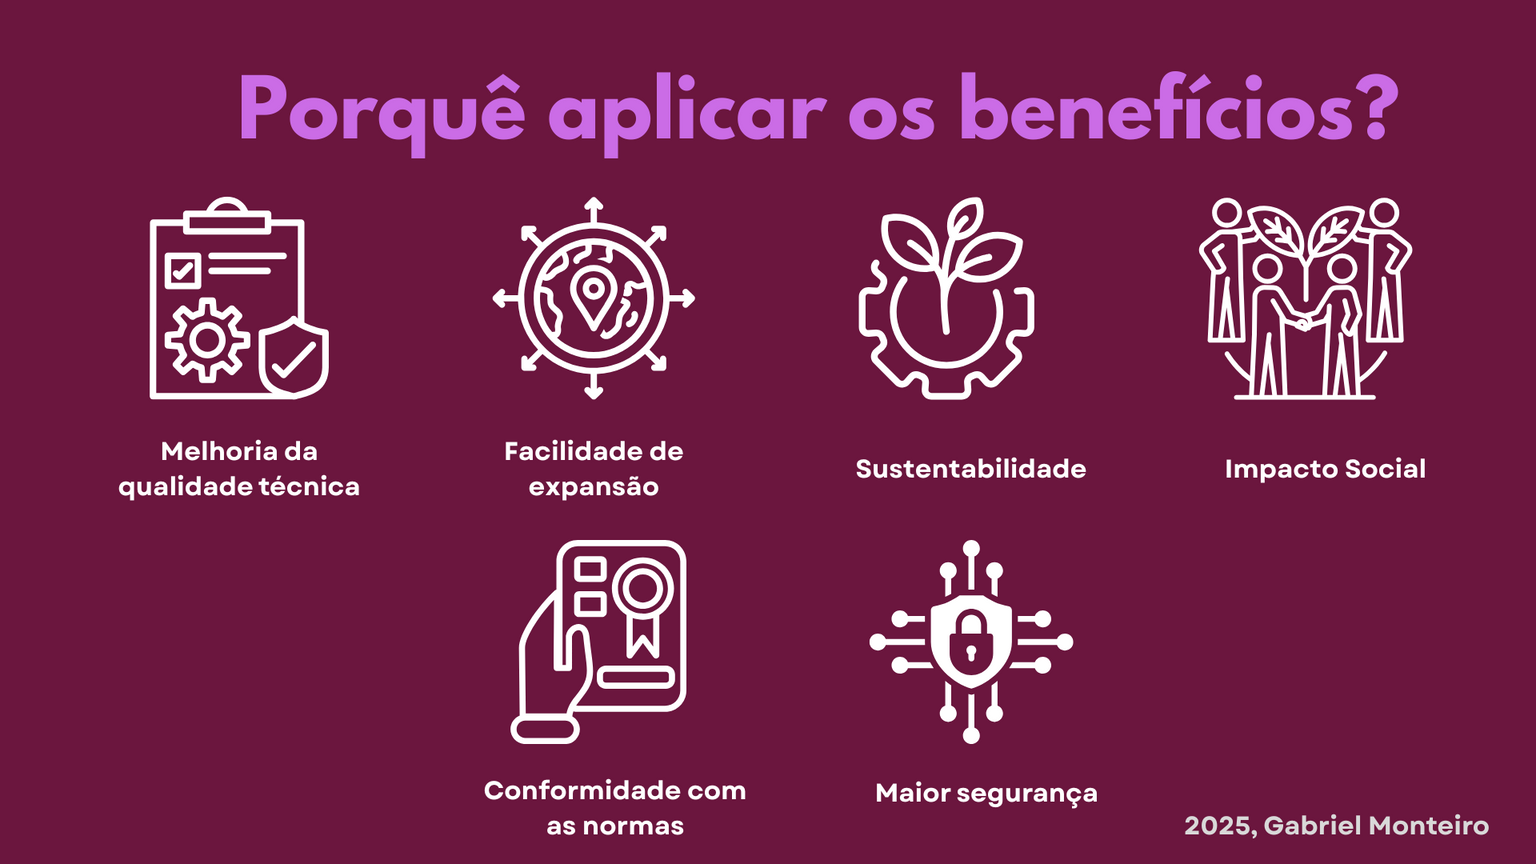 Porquê aplicar os benefícios?
Melhoria da
qualidade técnica
Facilidade de
expansão
Sustentabilidade
Impacto Social
Conformidade com
as normas
Maior segurança
2025, Gabriel Monteiro